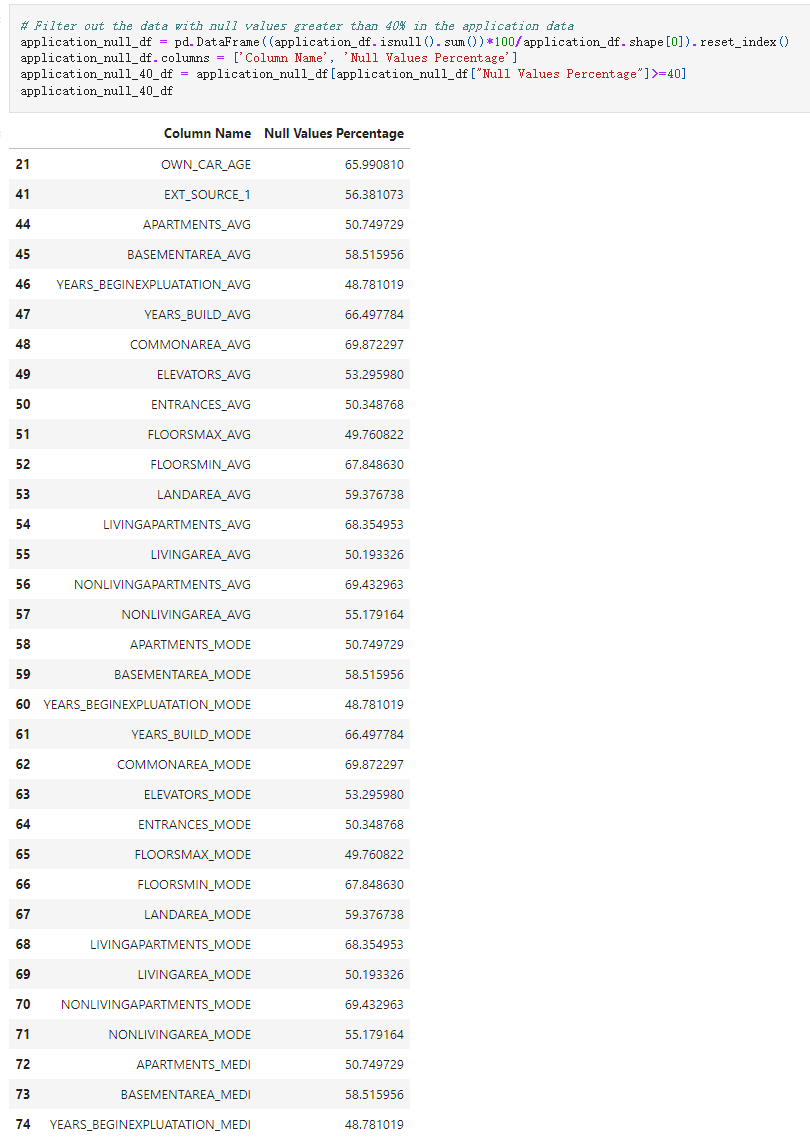 # Filter out the data with null values greater than 40% in the application data
application_null_df = pd.DataFrame((application_df.isnull().sum())*100/application_df.shape[0]).reset_index()
application_null_df.columns = ['Column Name', 'Null Values Percentage']
application_null_40_df = application_null_df[application_null_df["Null Values Percentage"]>=40]
application_null_40_df
Column Name Null Values Percentage
21 OWN_CAR_AGE 65.990810
41 EXT_SOURCE_1 56.381073
44 APARTMENTS_AVG 50.749729
45 BASEMENTAREA_AVG 58.515956
46 YEARS_BEGINEXPLUATATION_AVG 48.781019
47 YEARS_BUILD_AVG 66.497784
48 COMMONAREA_AVG 69.872297
49 ELEVATORS_AVG 53.295980
50 ENTRANCES_AVG 50.348768
51 FLOORSMAX_AVG 49.760822
52 FLOORSMIN_AVG 67.848630
53 LANDAREA_AVG 59.376738
54 LIVINGAPARTMENTS_AVG 68.354953
55 LIVINGAREA_AVG 50.193326
56 NONLIVINGAPARTMENTS_AVG 69.432963
57 NONLIVINGAREA_AVG 55.179164
58 APARTMENTS_MODE 50.749729
59 BASEMENTAREA_MODE 58.515956
60 YEARS_BEGINEXPLUATATION_MODE 48.781019
61 YEARS_BUILD_MODE 66.497784
62 COMMONAREA_MODE 69.872297
63 ELEVATORS_MODE 53.295980
64 ENTRANCES_MODE 50.348768
65 FLOORSMAX_MODE 49.760822
66 FLOORSMIN_MODE 67.848630
67 LANDAREA_MODE 59.376738
68 LIVINGAPARTMENTS_MODE 68.354953
69 LIVINGAREA_MODE 50.193326
70 NONLIVINGAPARTMENTS_MODE 69.432963
71 NONLIVINGAREA_MODE 55.179164
72 APARTMENTS_MEDI 50.749729
73 BASEMENTAREA_MEDI 58.515956
74 YEARS_BEGINEXPLUATATION_MEDI 48.781019